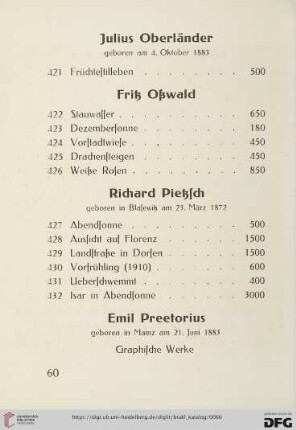 Julius Oberländer
geboren am 4. Oktober 1883
421 Früchteſtilleben . . . . . . . . 500
Fritz Oßwald
422 Stauwaſſer . . . . . . . . 650
423 Dezemberſonne . . . . . . . 180
424 Vorſtadtwieſe . . . . . . . 450
425 Drachenſteigen . . . . . . . 450
426 Weiße Roſen . . . . . . . . 850
Richard Pietzſch
geboren in Blaſewitz am 23. März 1872
427 Abendſonne . . . . . . . . 500
428 Ausſicht auf Florenz . . . . . 1500
429 Landſtraße in Dorfen . . . . . 1500
430 Vorfrühling (1910) . . . . . . 600
431 Ueberſchwemmt . . . . . . . 400
432 Isar in Abendſonne . . . . . . 3000
Emil Preetorius
geboren in Mainz am 21. Juni 1883
Graphiſche Werke
60
https://digi.ub.uni-heidelberg.de/diglit/brakl_katalog/0066
DFG